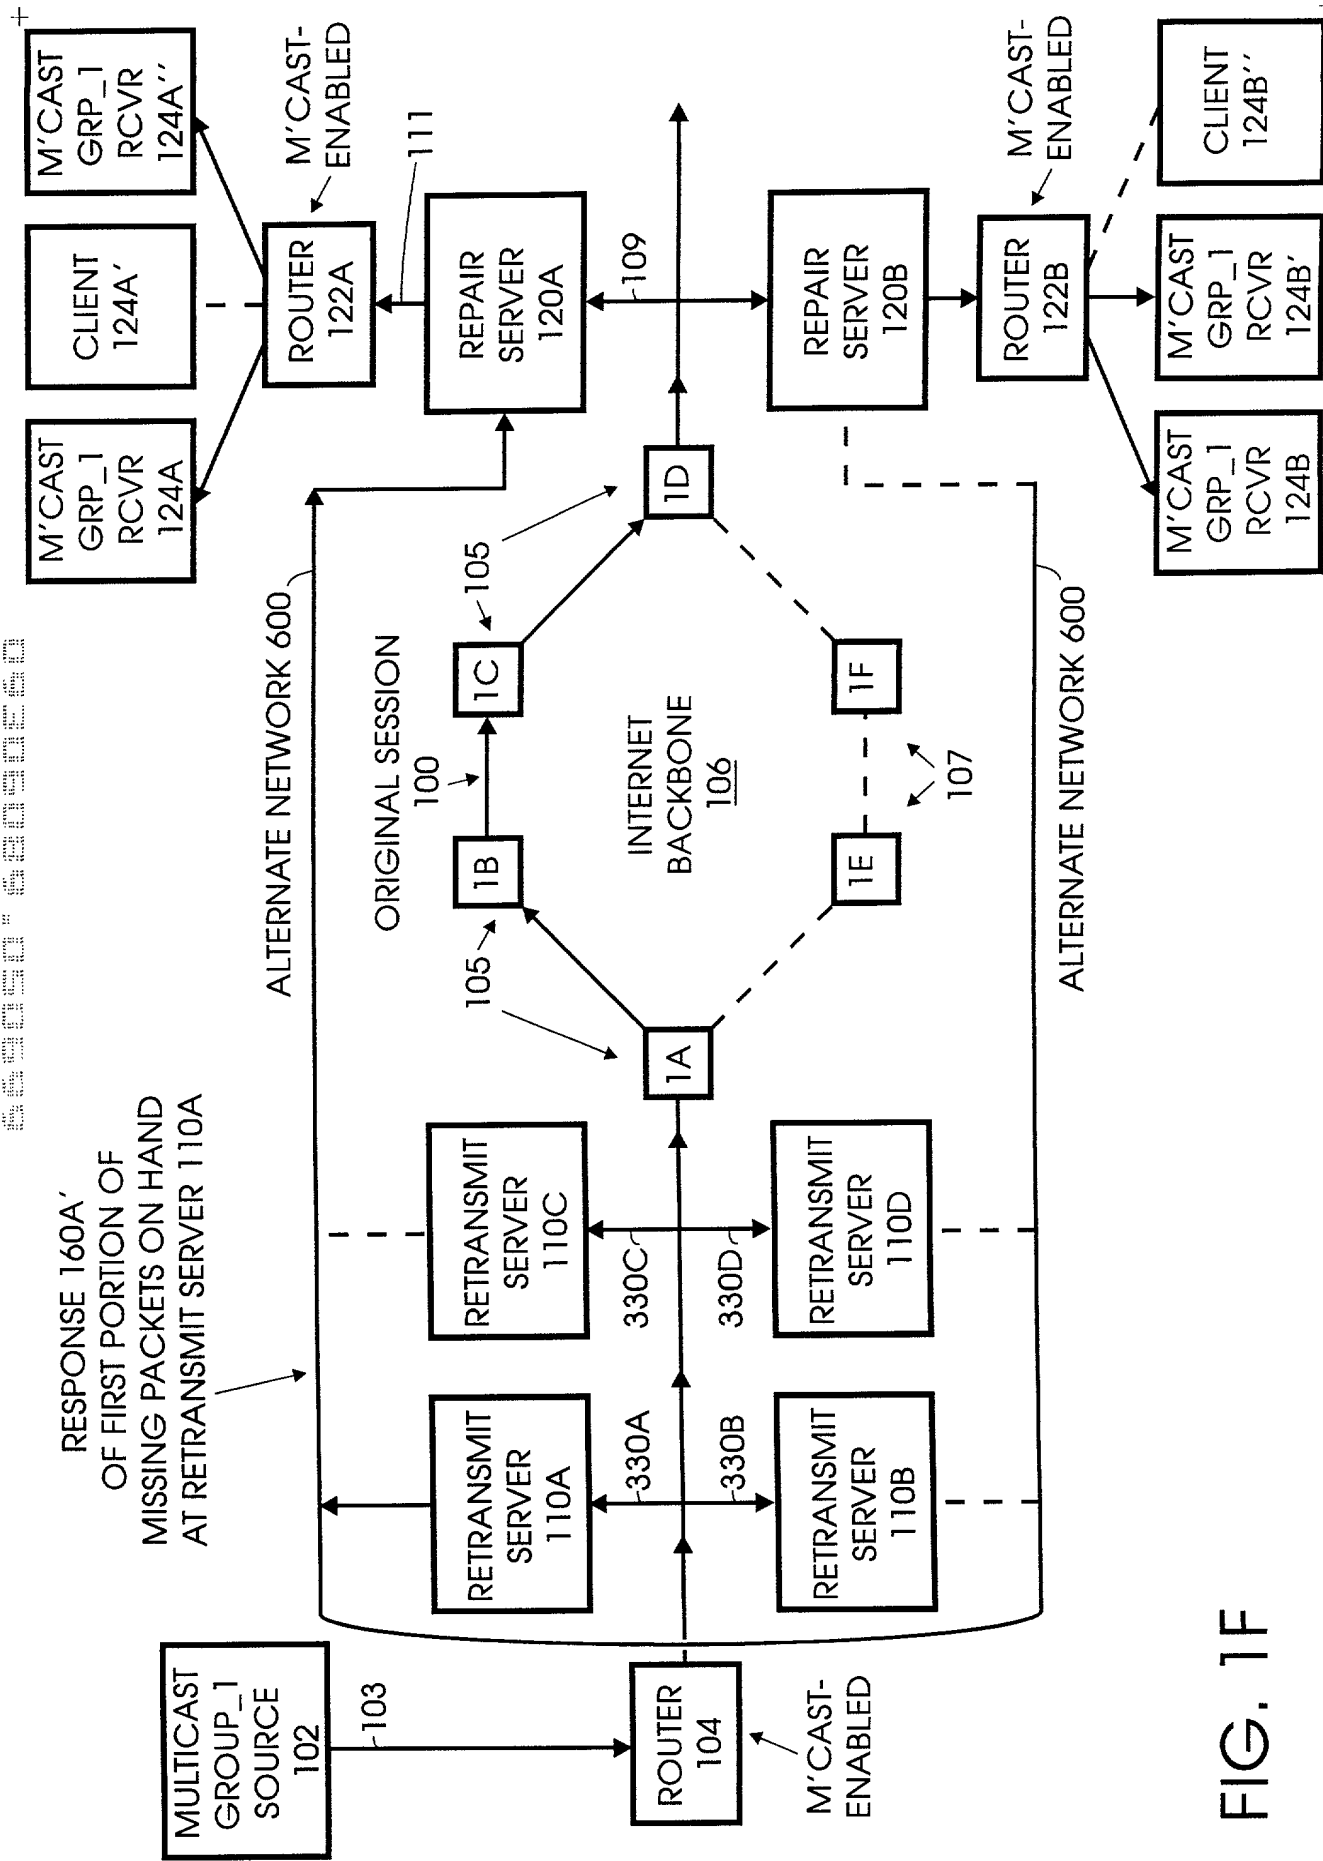 RESPONSE 160A'
OF FIRST PORTION OF
MISSING PACKETS ON HAND
AT RETRANSMIT SERVER 110A
MULTICAST
GROUP_1
SOURCE
102
103
ROUTER
104
M'CAST-
ENABLED
RETRANSMIT
SERVER
110A
330A
330B
RETRANSMIT
SERVER
110B
RETRANSMIT
SERVER
110C
330C
330D
RETRANSMIT
SERVER
110D
ALTERNATE NETWORK 600
ORIGINAL SESSION
100
105
105
1A
1B
1C
1D
1E
1F
INTERNET
BACKBONE
106
107
ALTERNATE NETWORK 600
M'CAST
GRP_1
RCVR
124A
CLIENT
124A'
M'CAST
GRP_1
RCVR
124A''
ROUTER
122A
M'CAST-
ENABLED
111
REPAIR
SERVER
120A
109
REPAIR
SERVER
120B
ROUTER
122B
M'CAST-
ENABLED
M'CAST
GRP_1
RCVR
124B
M'CAST
GRP_1
RCVR
124B'
CLIENT
124B''
FIG. 1F